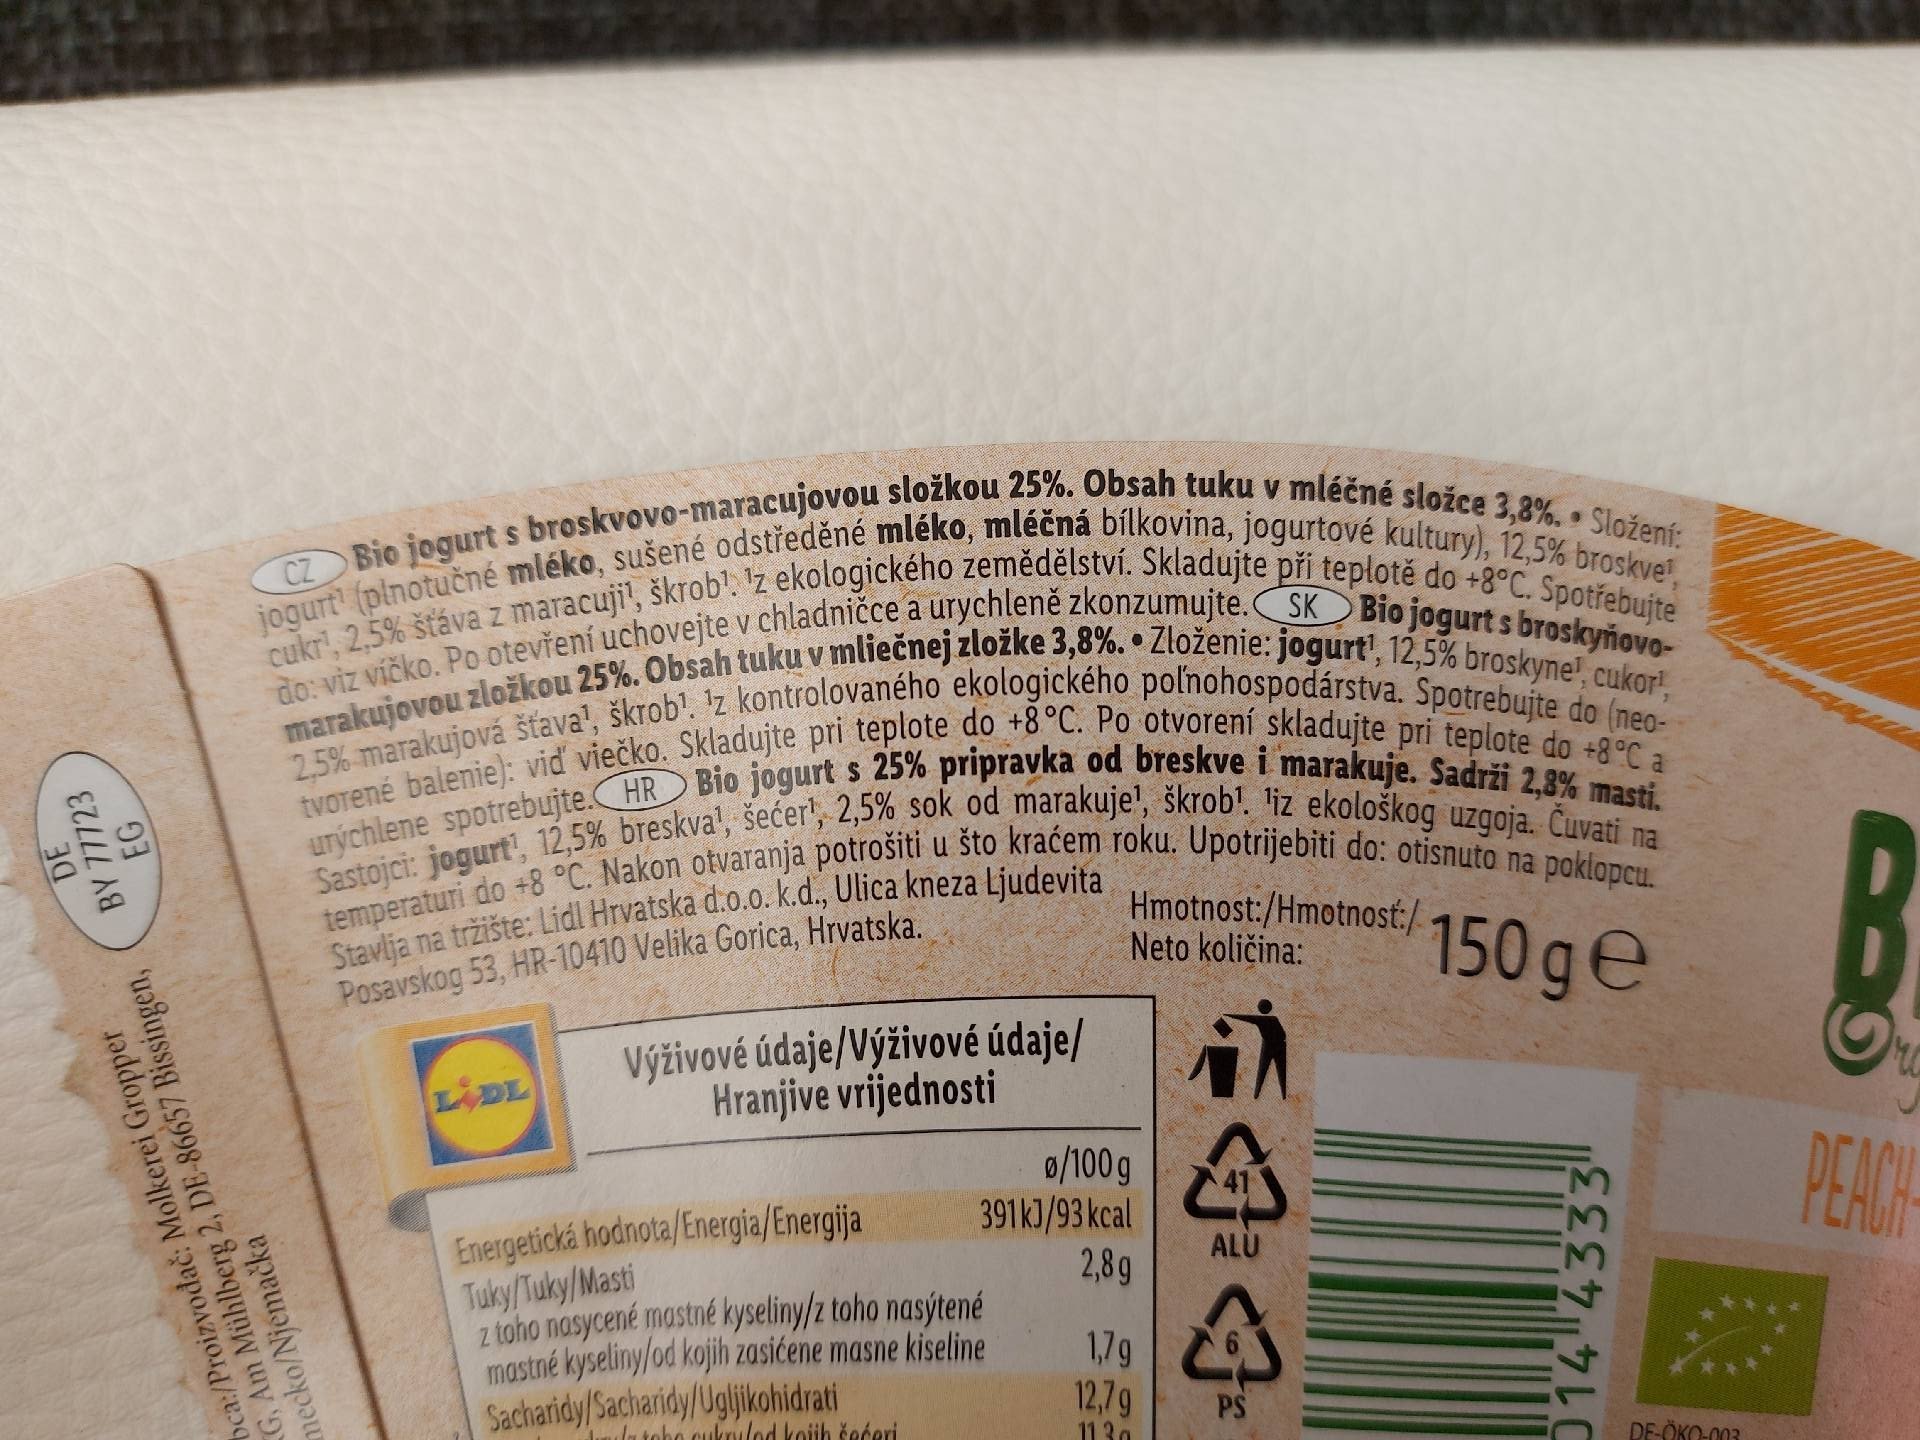 CZ Bio jogurt s broskvovo-maracujovou složkou 25%. Obsah tuku v mléčné složce 3,8%. • Složení:
jogurt¹ (plnotučné mléko, sušené odstředěné mléko, mléčná bílkovina, jogurtové kultury), 12,5% broskve¹,
cukr¹, 2,5% šťáva z maracuji¹, škrob¹. ¹z ekologického zemědělství. Skladujte při teplotě do +8°C. Spotřebujte
do: viz víčko. Po otevření uchovejte v chladničce a urychleně zkonzumujte. SK Bio jogurt s broskyňovo-
marakujovou zložkou 25%. Obsah tuku v mliečnej zložke 3,8%. • Zloženie: jogurt¹, 12,5% broskyne¹, cukor¹,
2,5% marakujová šťava¹, škrob¹. ¹z kontrolovaného ekologického poľnohospodárstva. Spotrebujte do (neo-
tvorené balenie): viď viečko. Skladujte pri teplote do +8°C. Po otvorení skladujte pri teplote do +8°C a
urýchlene spotrebujte. HR Bio jogurt s 25% pripravka od breskve i marakuje. Sadrži 2,8% masti.
Sastojci: jogurt¹, 12,5% breskva¹, šećer¹, 2,5% sok od marakuje¹, škrob¹. ¹iz ekološkog uzgoja. Čuvati na
temperaturi do +8 °C. Nakon otvaranja potrošiti u što kraćem roku. Upotrijebiti do: otisnuto na poklopcu.
Stavlja na tržište: Lidl Hrvatska d.o.o. k.d., Ulica kneza Ljudevita
Posavskog 53, HR-10410 Velika Gorica, Hrvatska.
Hmotnost:/Hmotnosť:/
Neto količina:
150 g e
LIDL
Výživové údaje/Výživové údaje/
Hranjive vrijednosti
ø/100 g
Energetická hodnota/Energia/Energija 391 kJ/93 kcal
Tuky/Tuky/Masti 2,8 g
z toho nasycené mastné kyseliny/z toho nasýtené
mastné kyseliny/od kojih zasićene masne kiseline 1,7 g
Sacharidy/Sacharidy/Ugljikohidrati 12,7 g
cukry/od kojih šećeri 11,3 g
41
ALU
6
PS
014 4333
PEACH-
DE-ÖKO-003
DE
BY 77723
EG
/Proizvođač: Molkerei Gropper
Am Mühlberg 2, DE-86657 Bissingen,
/Njemačka